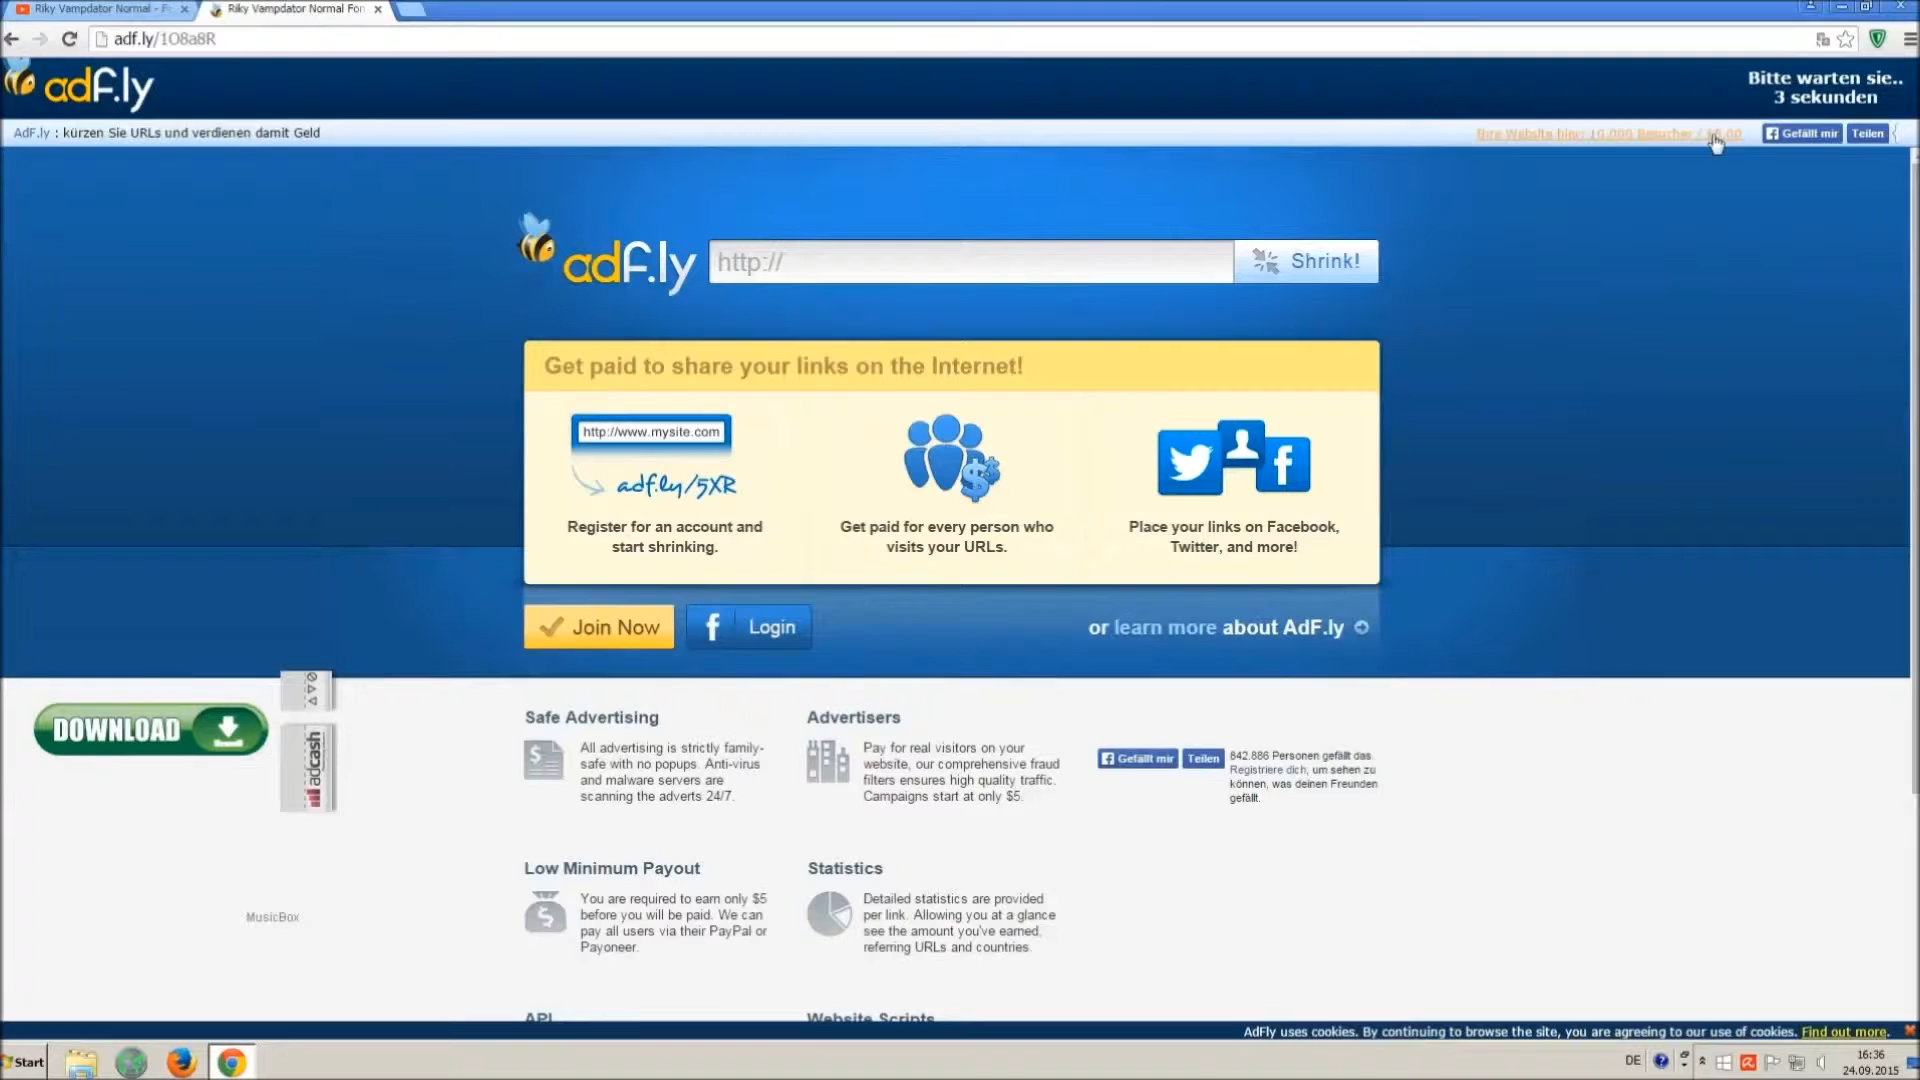 Riky Vampdator Normal - F
Riky Vampdator Normal For
adf.ly/1O8a8R
adf.ly
Bitte warten sie..
3 sekunden
AdF.ly : kürzen Sie URLs und verdienen damit Geld
Ihre Website hier: 10.000 Besucher /
Gefällt mir
Teilen
adf.ly
http://
Shrink!
Get paid to share your links on the Internet!
http://www.mysite.com
adf.ly/5XR
Register for an account and
start shrinking.
Get paid for every person who
visits your URLs.
Place your links on Facebook,
Twitter, and more!
Join Now
Login
or learn more about AdF.ly
DOWNLOAD
adcash
Safe Advertising
All advertising is strictly family-
safe with no popups. Anti-virus
and malware servers are
scanning the adverts 24/7.
Advertisers
Pay for real visitors on your
website, our comprehensive fraud
filters ensures high quality traffic.
Campaigns start at only $5.
Gefällt mir
Teilen
842.886 Personen gefällt das.
Registriere dich, um sehen zu
können, was deinen Freunden
gefällt.
Low Minimum Payout
You are required to earn only $5
before you will be paid. We can
pay all users via their PayPal or
Payoneer.
Statistics
Detailed statistics are provided
per link. Allowing you at a glance
see the amount you've earned,
referring URLs and countries.
MusicBox
API
Website Scripts
AdFly uses cookies. By continuing to browse the site, you are agreeing to our use of cookies. Find out more.
Start
DE
16:36
24.09.2015